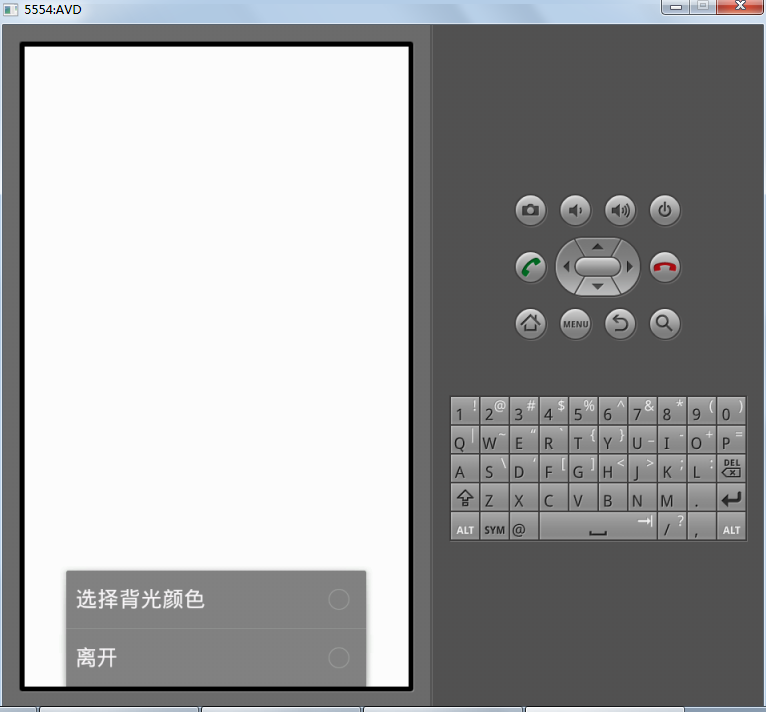 5554:AVD
MENU
1 ! 2 @ 3 # 4 $ 5 % 6 ^ 7 & 8 * 9 ( 0 )
Q | W ~ E " R ` T { Y } U _ I - O + P =
A S \ D ' F [ G ] H < J > K ; L : DEL
Z X C V B N M .
ALT SYM @ / ? , ALT
选择背光颜色
离开